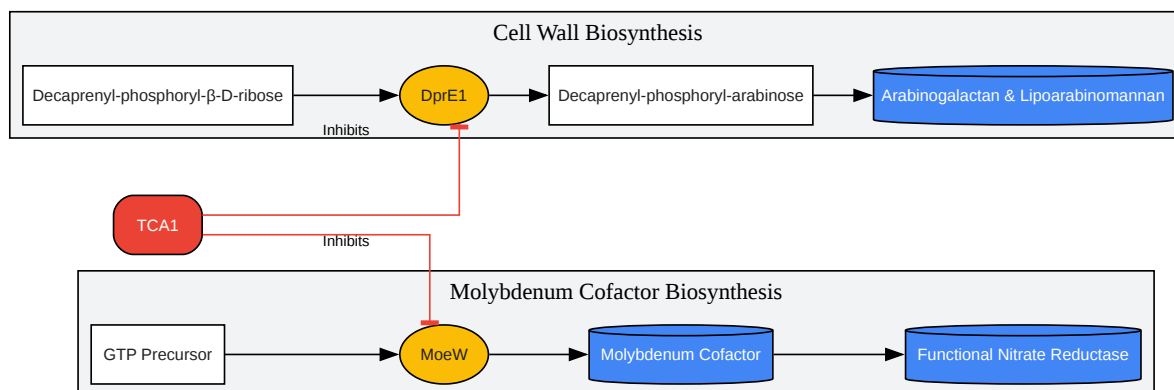 Cell Wall Biosynthesis
Decaprenyl-phosphoryl-β-D-ribose
DprE1
Decaprenyl-phosphoryl-arabinose
Arabinogalactan & Lipoarabinomannan
Inhibits
TCA1
Inhibits
Molybdenum Cofactor Biosynthesis
GTP Precursor
MoeW
Molybdenum Cofactor
Functional Nitrate Reductase